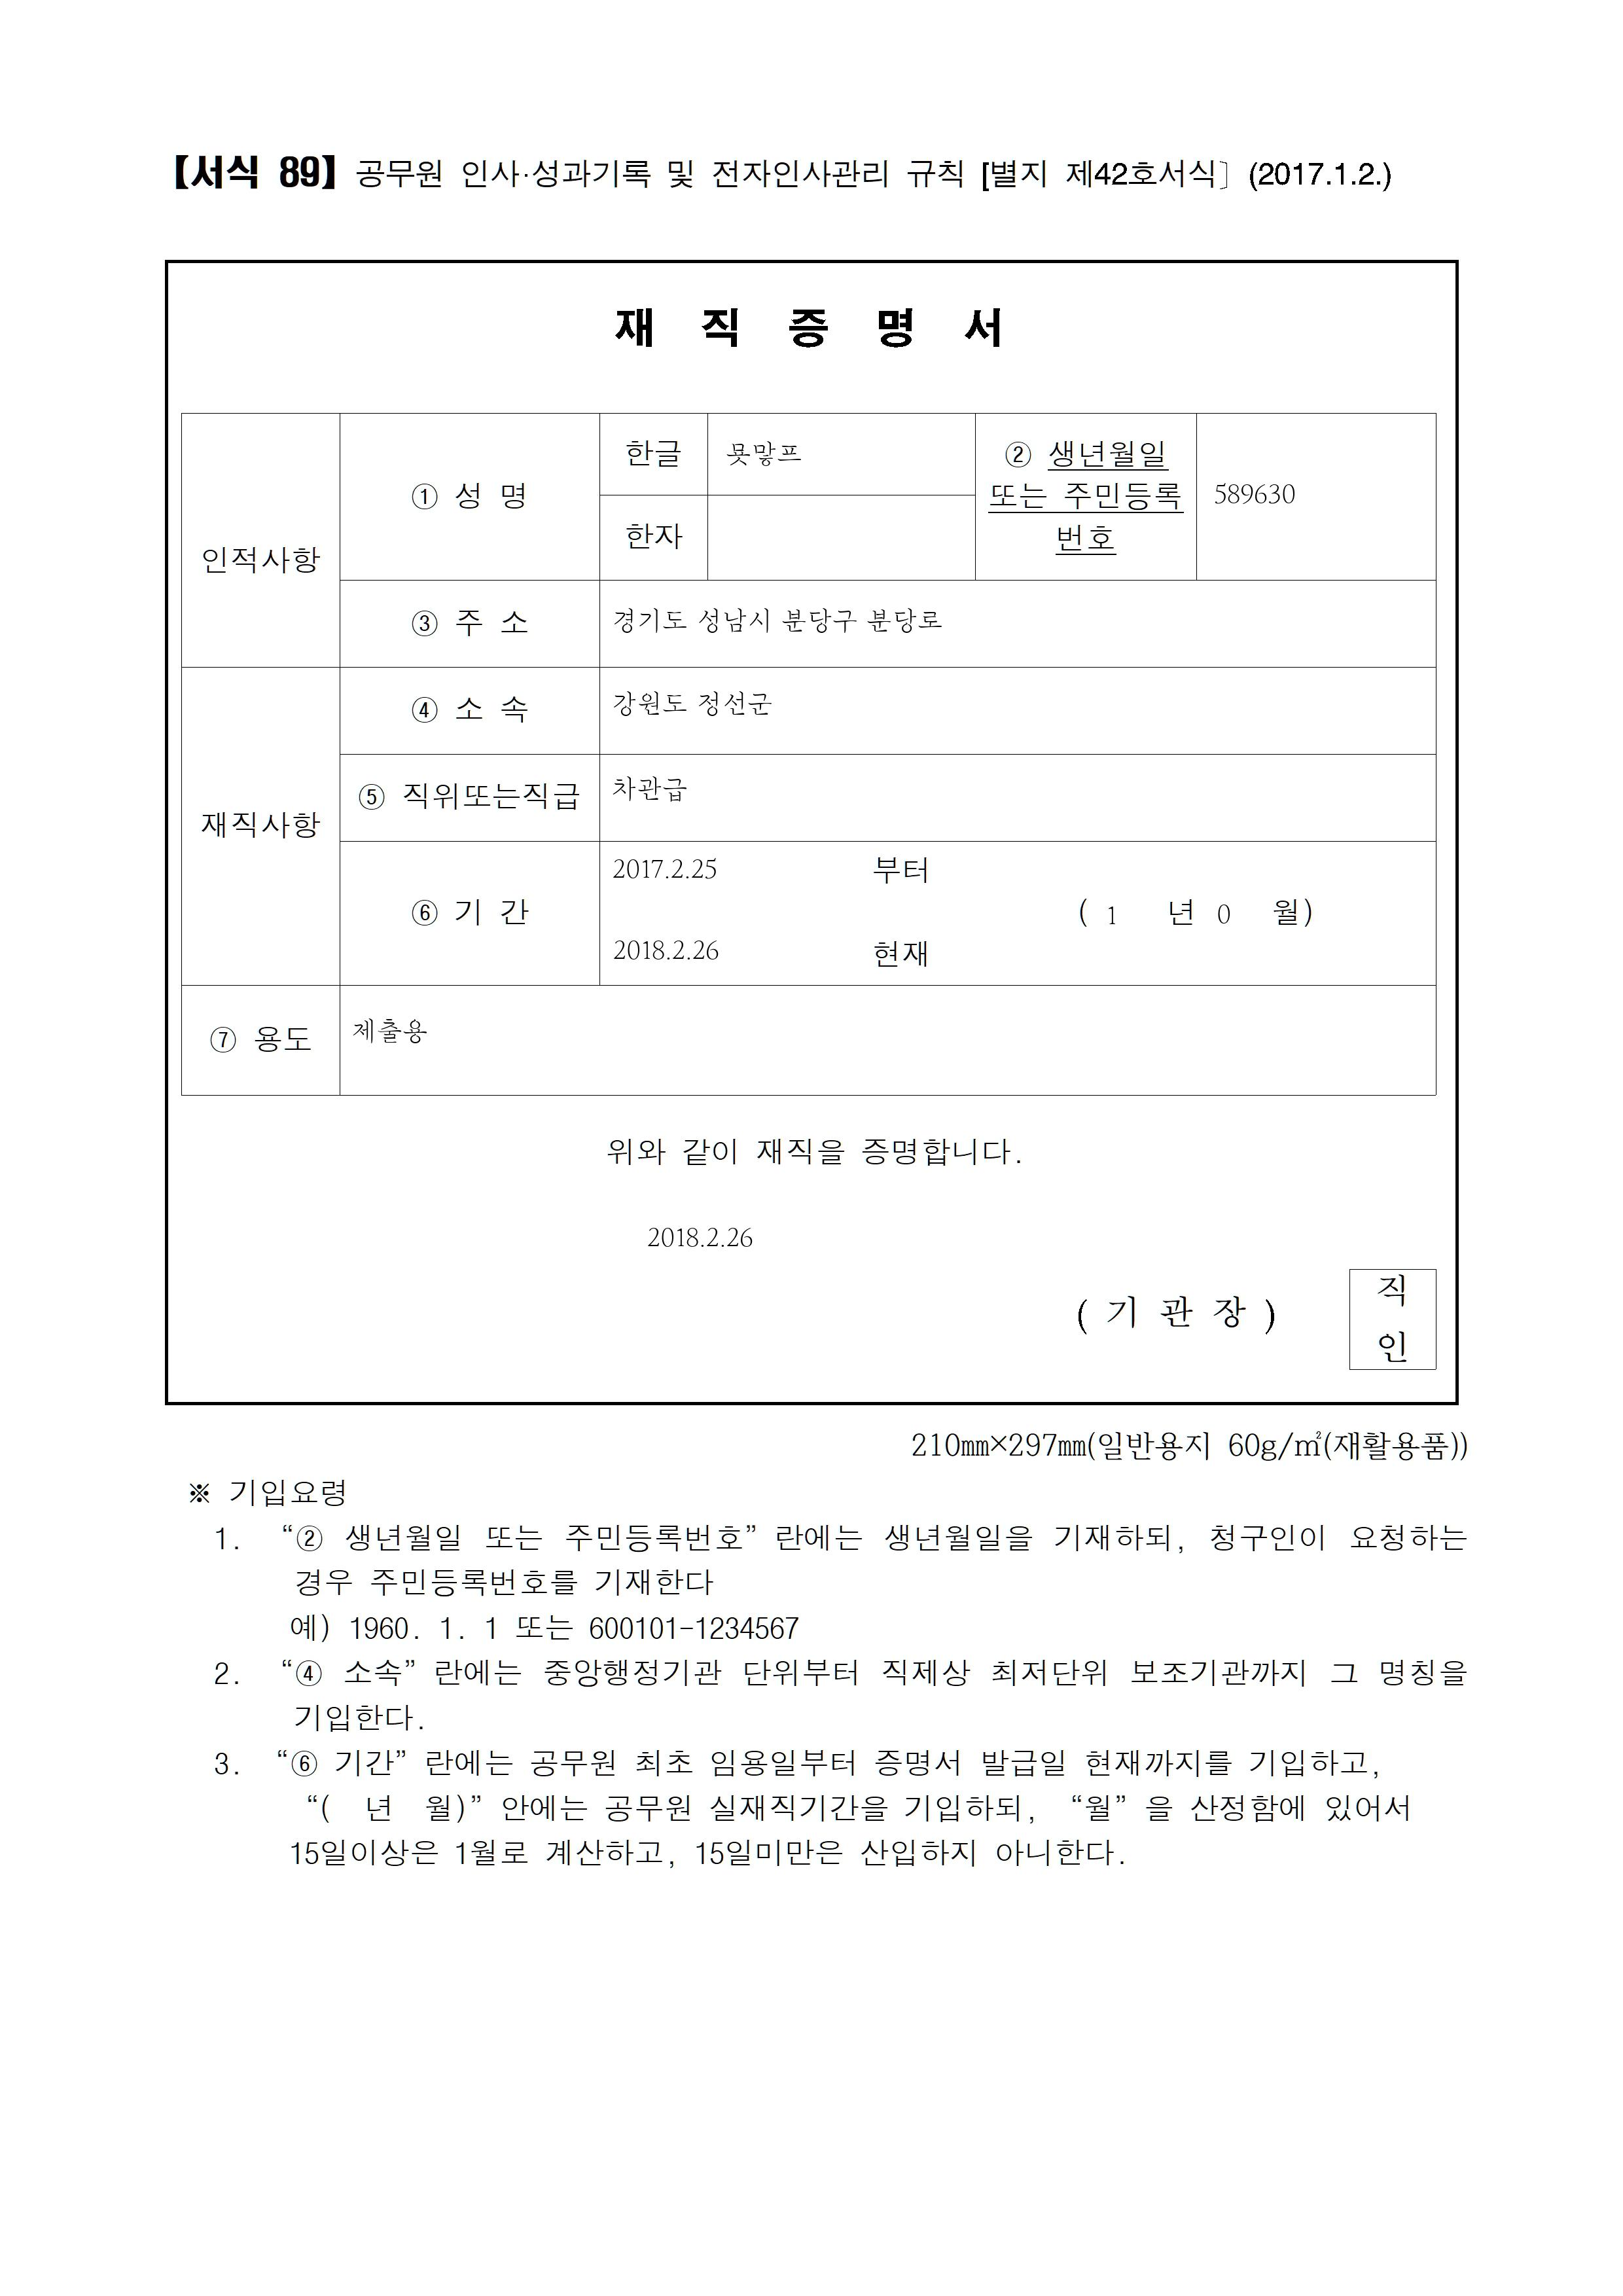 【서식 89】 공무원 인사·성과기록 및 전자인사관리 규칙 [별지 제42호서식〕 (2017.1.2.)
재 직 증 명 서
인적사항
① 성 명
한글
한자
② 생년월일
또는 주민등록
번호
589630
③ 주 소
경기도 성남시 분당구 분당로
재직사항
④ 소 속
강원도 정선군
⑤ 직위또는직급
차관급
⑥ 기 간
2017.2.25 부터
( 1 년 0 월)
2018.2.26 현재
⑦ 용도
제출용
위와 같이 재직을 증명합니다.
2018.2.26
( 기 관 장 )
직
인
210㎜×297㎜(일반용지 60g/㎡(재활용품))
※ 기입요령
1. “② 생년월일 또는 주민등록번호” 란에는 생년월일을 기재하되, 청구인이 요청하는
경우 주민등록번호를 기재한다
예) 1960. 1. 1 또는 600101-1234567
2. “④ 소속” 란에는 중앙행정기관 단위부터 직제상 최저단위 보조기관까지 그 명칭을
기입한다.
3. “⑥ 기간” 란에는 공무원 최초 임용일부터 증명서 발급일 현재까지를 기입하고,
“( 년 월)” 안에는 공무원 실재직기간을 기입하되, “월” 을 산정함에 있어서
15일이상은 1월로 계산하고, 15일미만은 산입하지 아니한다.